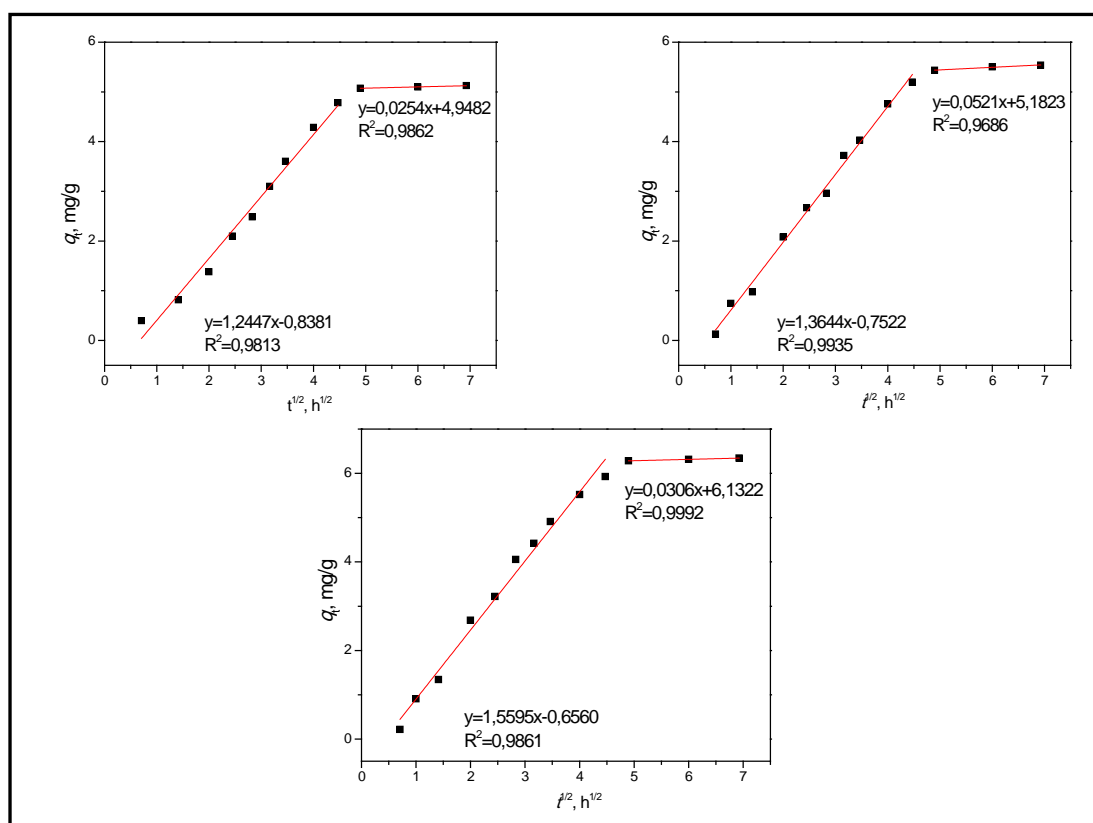 6
4
2
0
q_t, mg/g
y=0,0254x+4,9482
R²=0,9862
y=1,2447x-0,8381
R²=0,9813
0 1 2 3 4 5 6 7
t^1/2, h^1/2
6
4
2
0
q_t, mg/g
y=0,0521x+5,1823
R²=0,9686
y=1,3644x-0,7522
R²=0,9935
0 1 2 3 4 5 6 7
t^1/2, h^1/2
6
4
2
0
q_t, mg/g
y=0,0306x+6,1322
R²=0,9992
y=1,5595x-0,6560
R²=0,9861
0 1 2 3 4 5 6 7
t^1/2, h^1/2